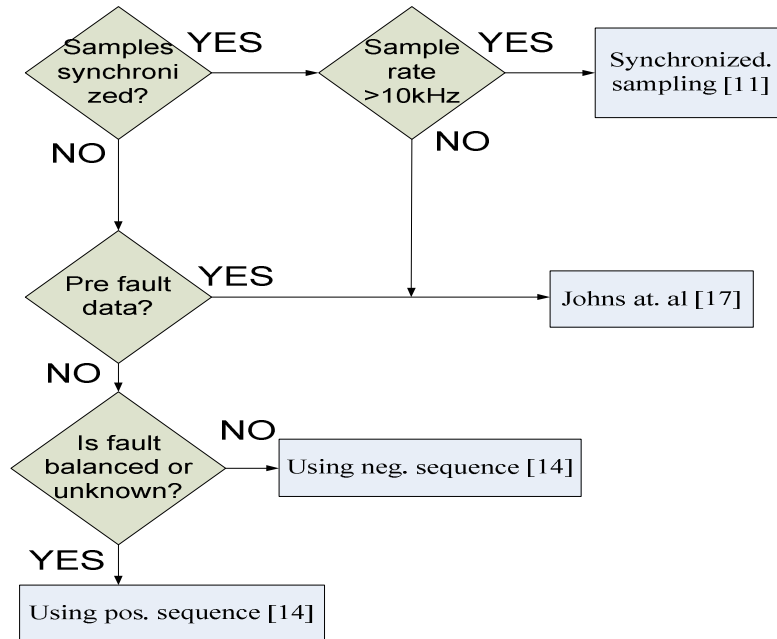 Samples
synchroni
zed?
YES
Sample
rate
>10kHz
YES
Synchronized.
sampling [11]
NO
NO
Pre fault
data?
YES
Johns at. al [17]
NO
Is fault
balanced or
unknown?
NO
Using neg. sequence [14]
YES
Using pos. sequence [14]